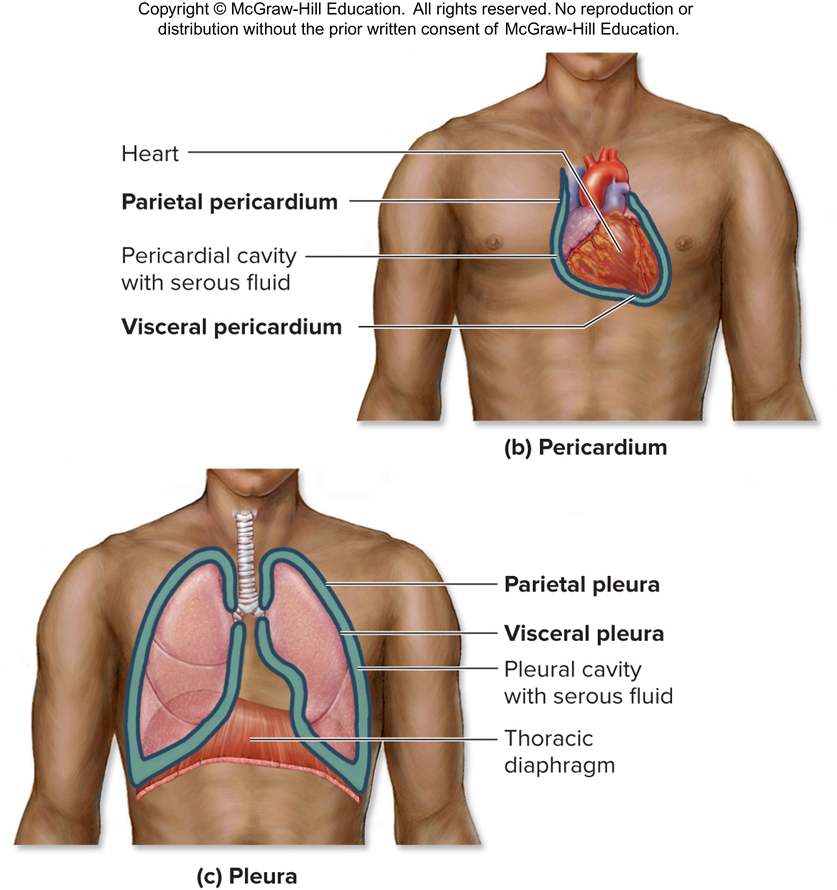 Copyright © McGraw-Hill Education. All rights reserved. No reproduction or
distribution without the prior written consent of McGraw-Hill Education.
Heart
Parietal pericardium
Pericardial cavity
with serous fluid
Visceral pericardium
(b) Pericardium
Parietal pleura
Visceral pleura
Pleural cavity
with serous fluid
Thoracic
diaphragm
(c) Pleura